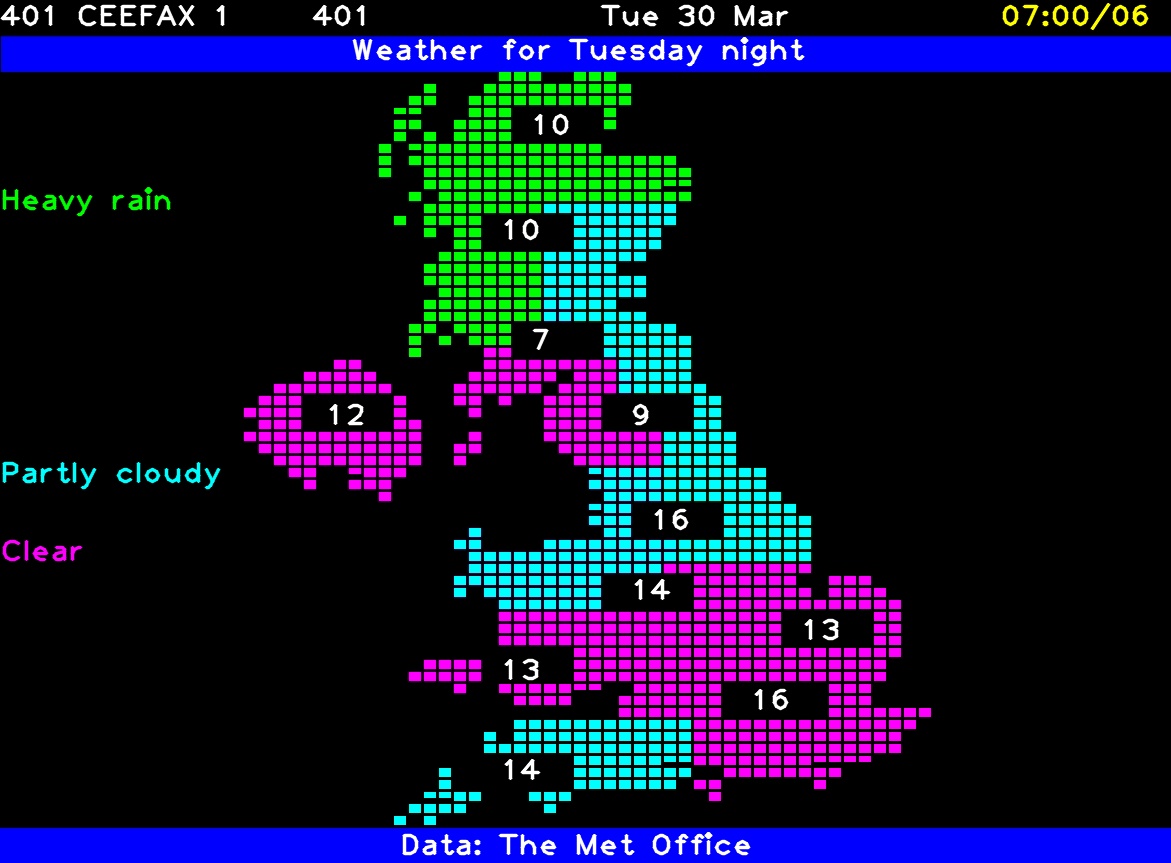 401 CEEFAX 1 401 Tue 30 Mar 07:00/06
Weather for Tuesday night
10
Heavy rain
10
7
12
9
Partly cloudy
16
Clear
14
13
13
16
14
Data: The Met Office